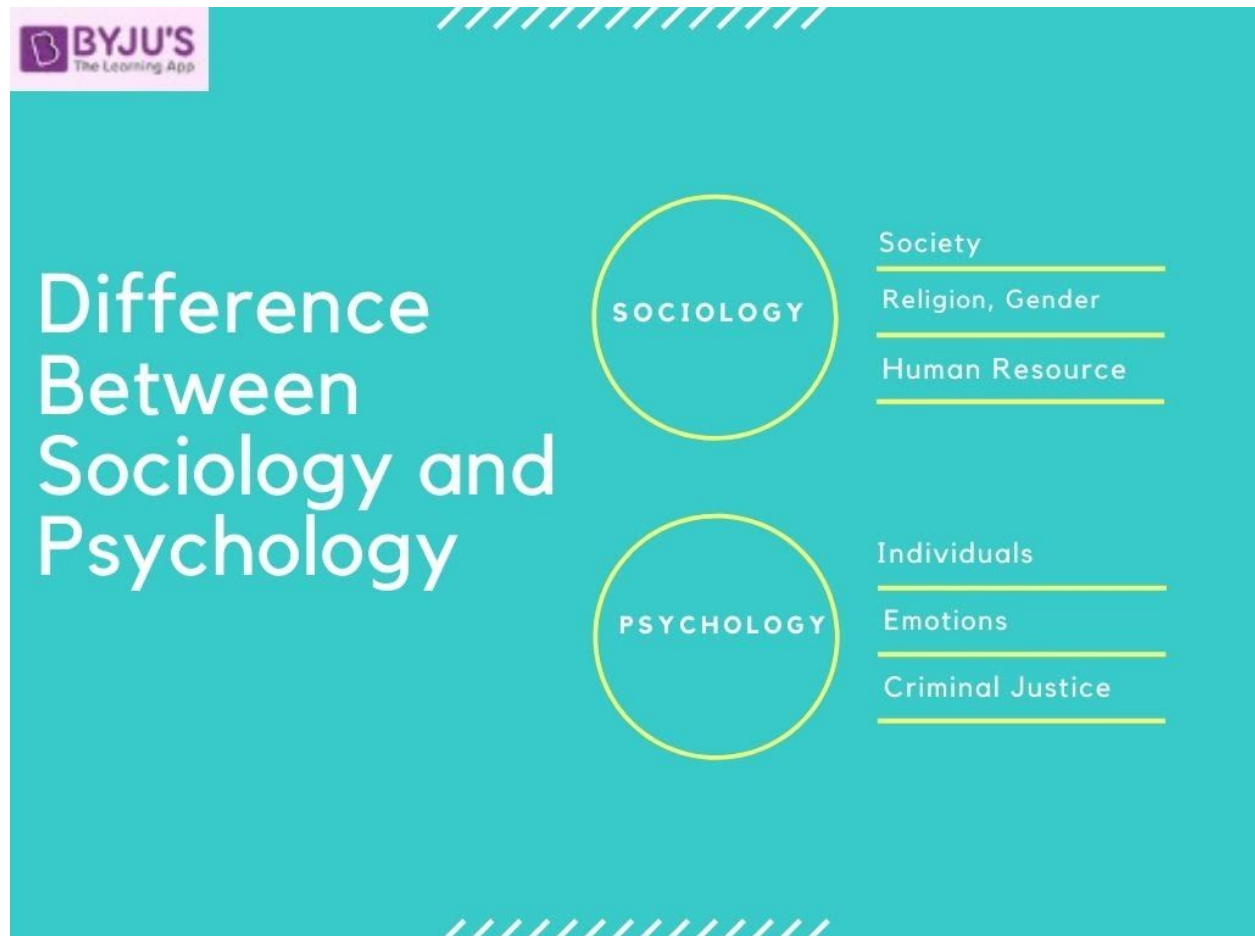 BYJU'S
The Learning App
Difference
Between
Sociology and
Psychology
SOCIOLOGY
Society
Religion, Gender
Human Resource
PSYCHOLOGY
Individuals
Emotions
Criminal Justice